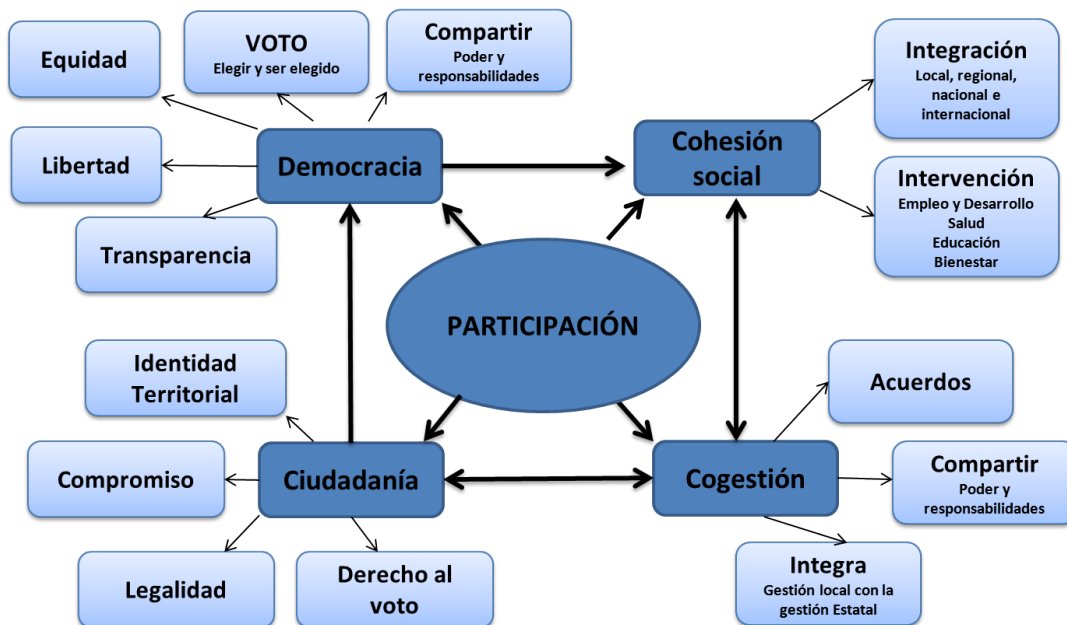 Equidad
VOTO
Elegir y ser elegido
Compartir
Poder y
responsabilidades
Libertad
Democracia
Transparencia
Cohesión
social
Integración
Local, regional,
nacional e
internacional
Intervención
Empleo y Desarrollo
Salud
Educación
Bienestar
PARTICIPACIÓN
Identidad
Territorial
Compromiso
Ciudadanía
Legalidad
Derecho al
voto
Cogestión
Acuerdos
Compartir
Poder y
responsabilidades
Integra
Gestión local con la
gestión Estatal